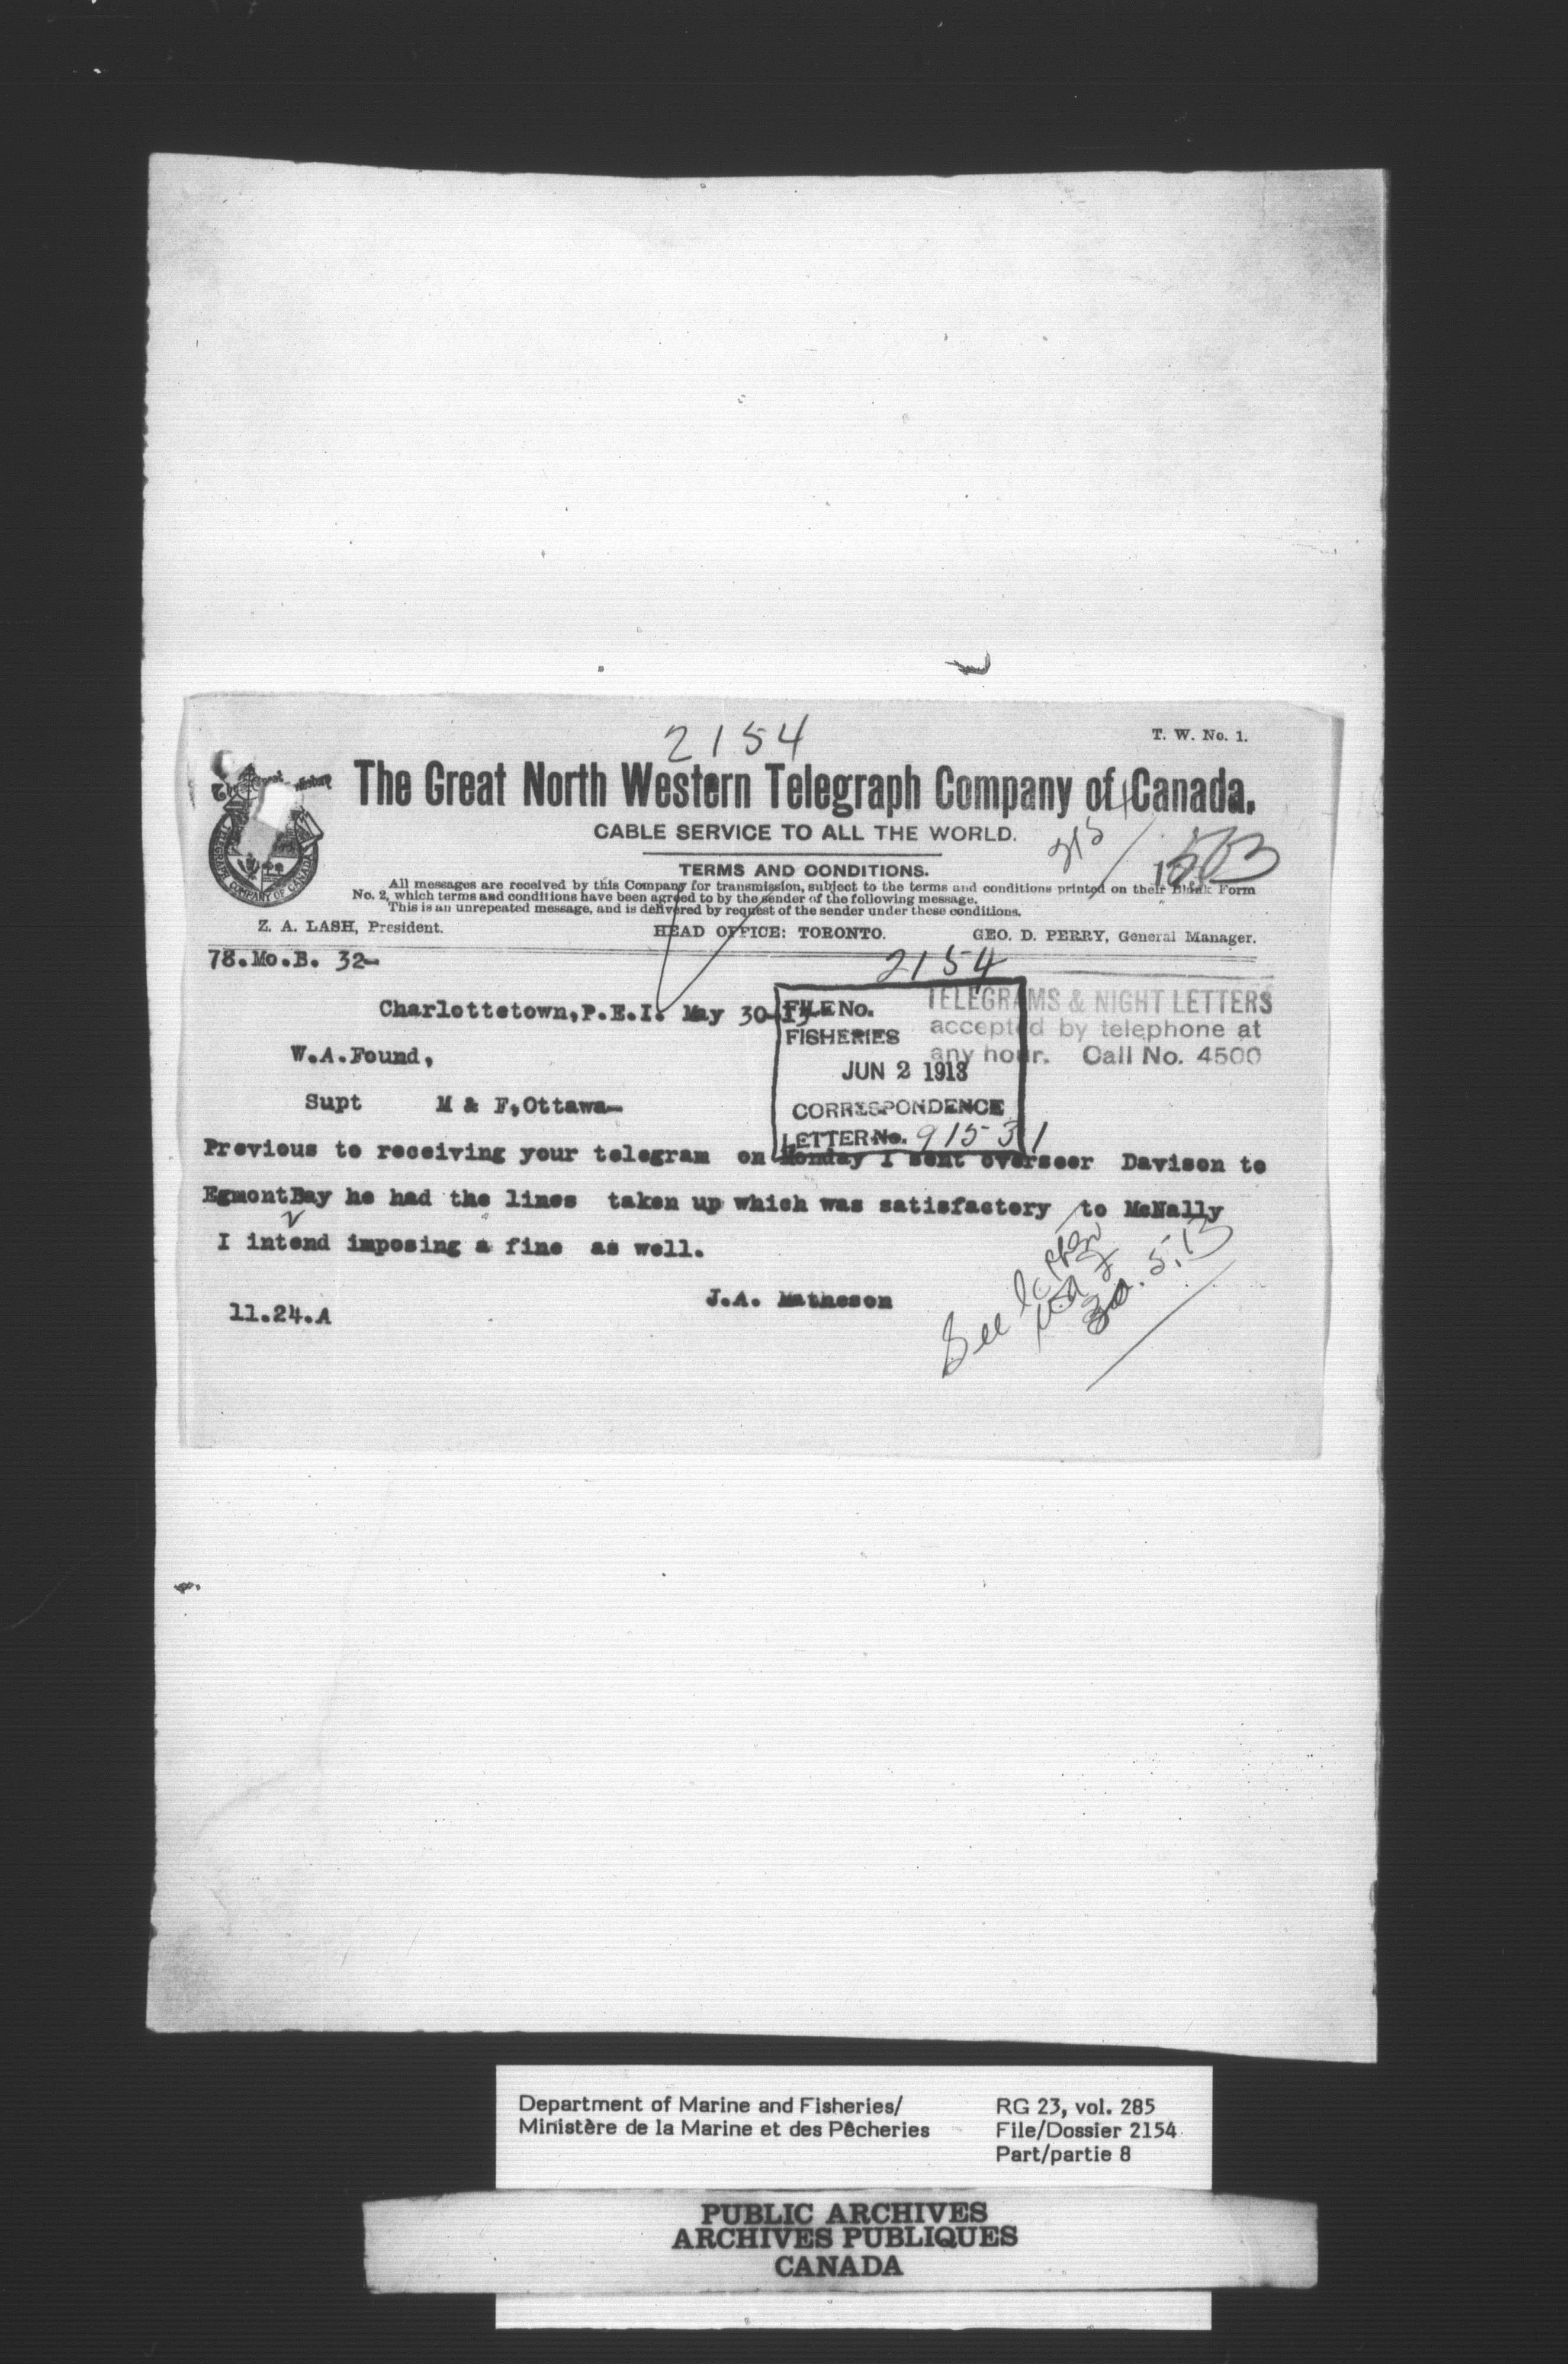 2154
T. W. No. 1.
The Great North Western Telegraph Company of Canada.
CABLE SERVICE TO ALL THE WORLD.
315
1503
TERMS AND CONDITIONS.
All messages are received by this Company for transmission, subject to the terms and conditions printed on their Blank Form
No. 2, which terms and conditions have been agreed to by the sender of the following message.
This is an unrepeated message, and is delivered by request of the sender under these conditions.
Z. A. LASH, President. HEAD OFFICE: TORONTO. GEO. D. PERRY, General Manager.
78.Mo.B. 32-
2154
Charlottetown,P.E.I. May 30-13
FILE No.
FISHERIES
JUN 2 1913
CORRESPONDENCE
LETTER No. 91531
TELEGRAMS & NIGHT LETTERS
accepted by telephone at
any hour. Call No. 4500
W.A.Found,
Supt M & F,Ottawa-
Previous to receiving your telegram on Monday I sent overseer Davison to
EgmontBay he had the lines taken up which was satisfactory to McNally
I intend imposing a fine as well.
J.A. Matheson
11.24.A
See
30.5.13
Department of Marine and Fisheries/
Ministère de la Marine et des Pêcheries
RG 23, vol. 285
File/Dossier 2154
Part/partie 8
PUBLIC ARCHIVES
ARCHIVES PUBLIQUES
CANADA